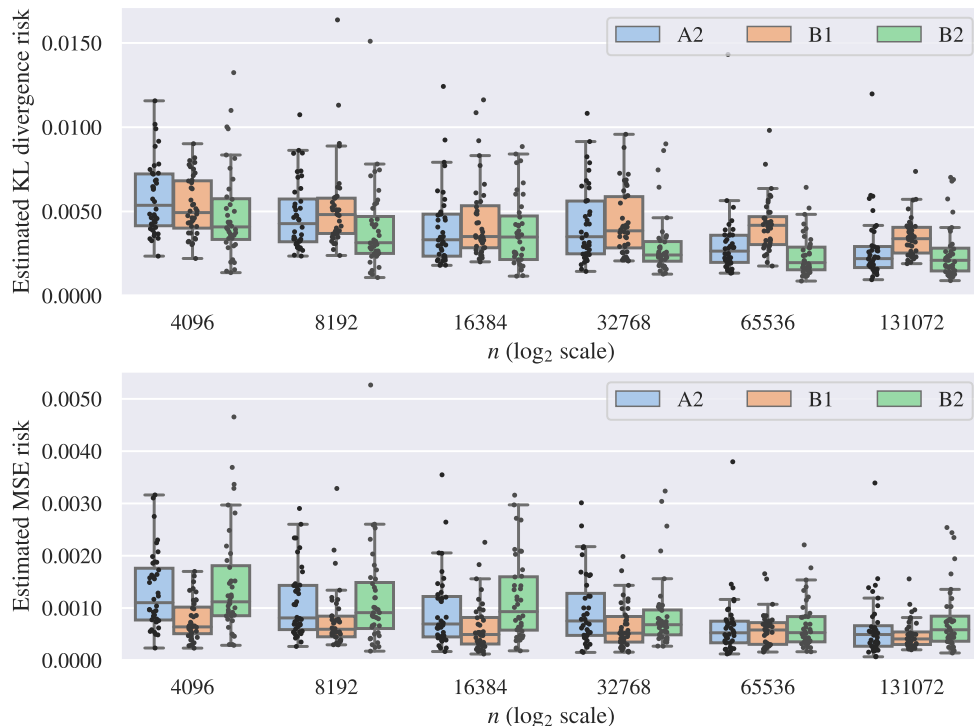 Estimated KL divergence risk
0.0150
0.0100
0.0050
0.0000
A2 B1 B2
4096 8192 16384 32768 65536 131072
n (log₂ scale)
Estimated MSE risk
0.0050
0.0040
0.0030
0.0020
0.0010
0.0000
A2 B1 B2
4096 8192 16384 32768 65536 131072
n (log₂ scale)